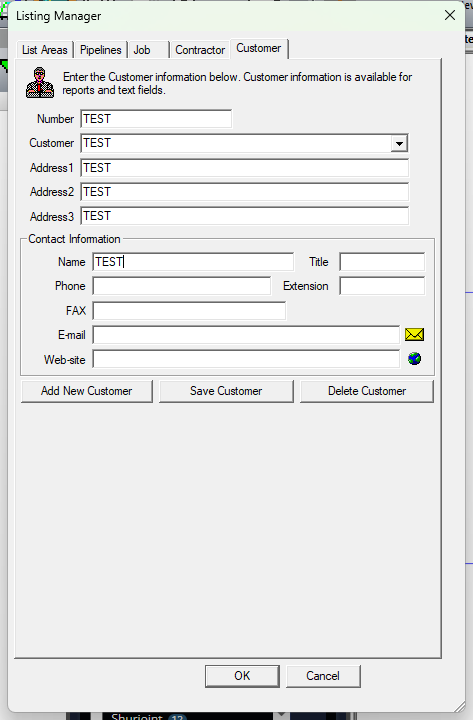 Listing Manager
List Areas
Pipelines
Job
Contractor
Customer
Enter the Customer information below. Customer information is available for
reports and text fields.
Number TEST
Customer TEST
Address1 TEST
Address2 TEST
Address3 TEST
Contact Information
Name TEST Title
Phone Extension
FAX
E-mail
Web-site
Add New Customer Save Customer Delete Customer
OK Cancel
Shurjoint 12